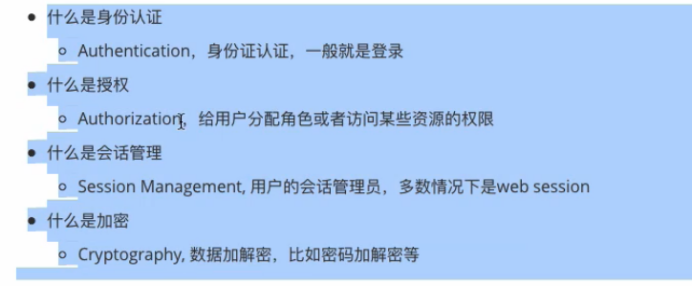 什么是身份认证
Authentication，身份证认证，一般就是登录
什么是授权
Authorization，给用户分配角色或者访问某些资源的权限
什么是会话管理
Session Management, 用户的会话管理员，多数情况下是web session
什么是加密
Cryptography, 数据加解密，比如密码加解密等